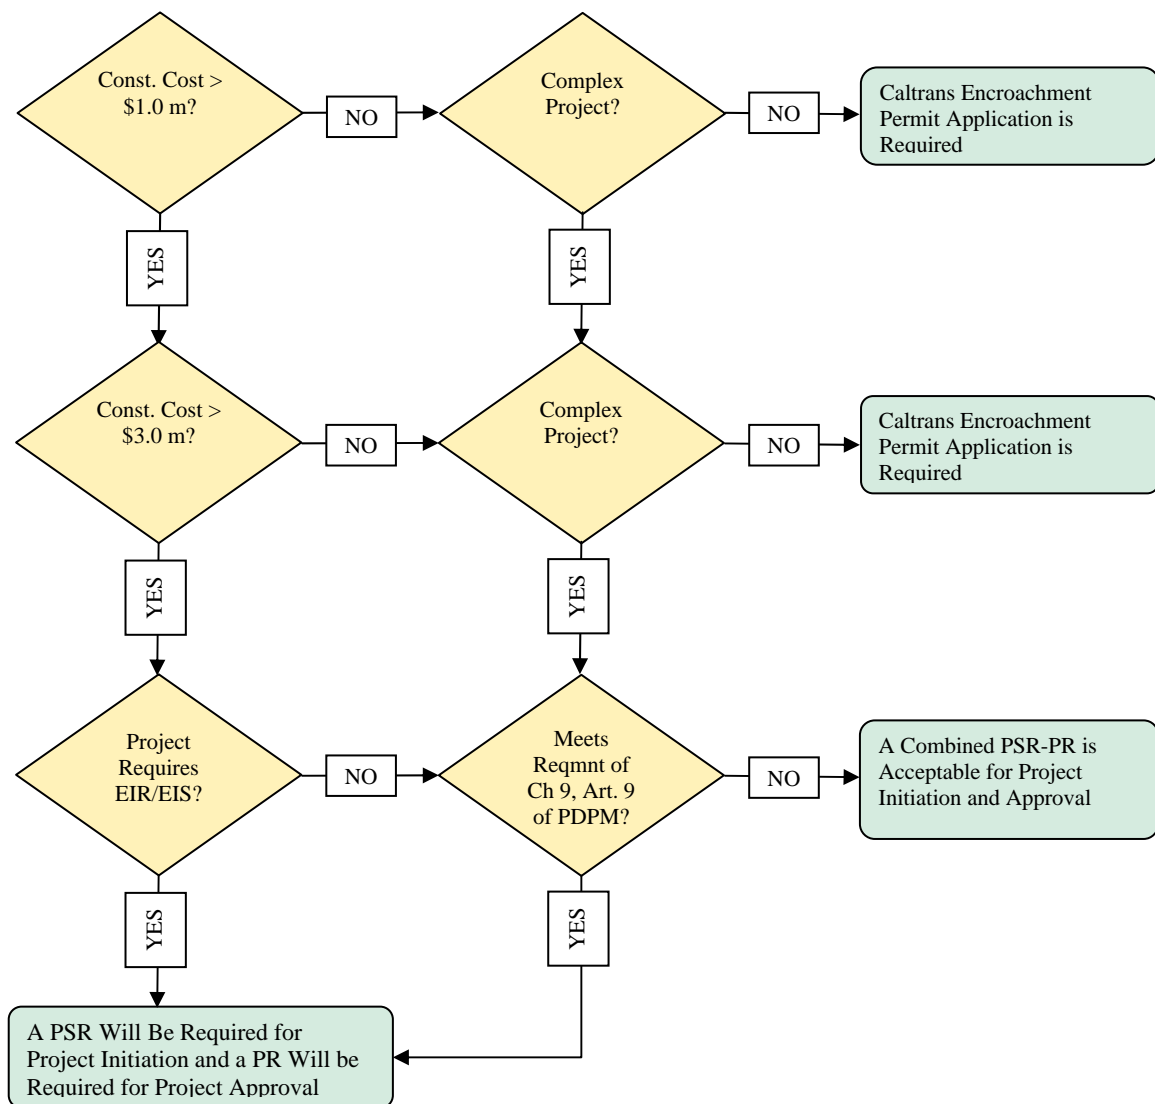 Const. Cost >
$1.0 m?
NO
Complex
Project?
NO
Caltrans Encroachment
Permit Application is
Required
YES
YES
Const. Cost >
$3.0 m?
NO
Complex
Project?
NO
Caltrans Encroachment
Permit Application is
Required
YES
YES
Project
Requires
EIR/EIS?
NO
Meets
Reqmnt of
Ch 9, Art. 9
of PDPM?
NO
A Combined PSR-PR is
Acceptable for Project
Initiation and Approval
YES
YES
A PSR Will Be Required for
Project Initiation and a PR Will be
Required for Project Approval